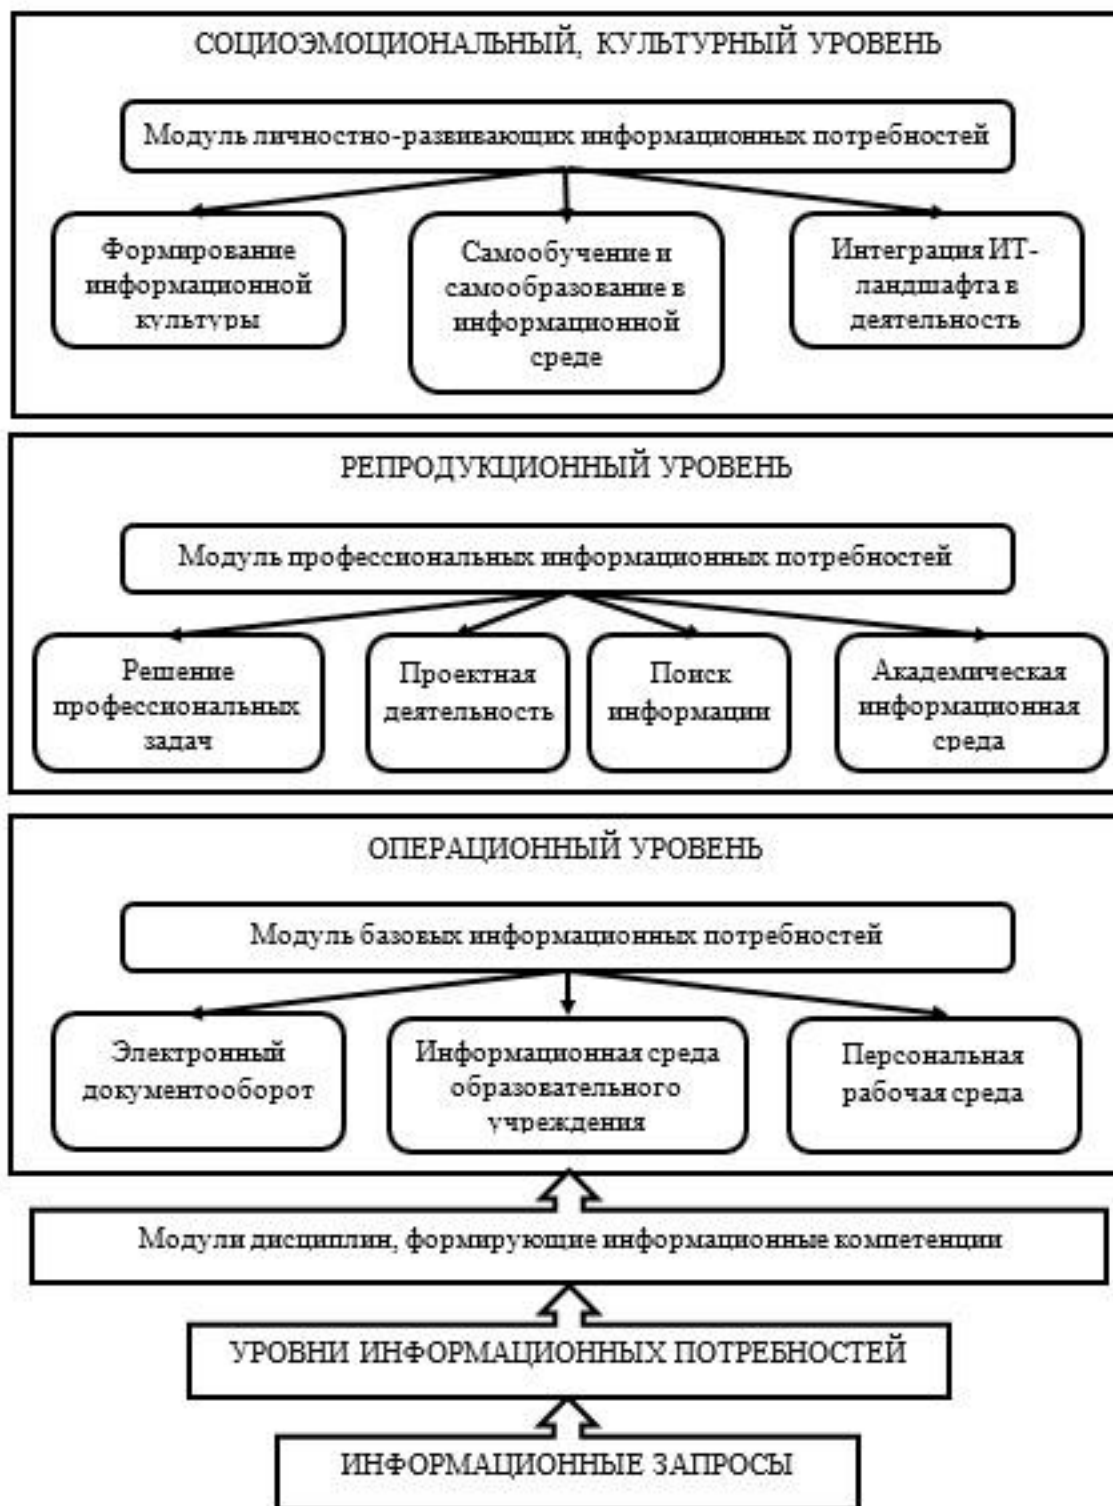 СОЦИОЭМОЦИОНАЛЬНЫЙ, КУЛЬТУРНЫЙ УРОВЕНЬ
Модуль личностно-развивающих информационных потребностей
Формирование
информационной
культуры
Самообучение и
самообразование в
информационной
среде
Интеграция ИТ-
ландшафта в
деятельность
РЕПРОДУКЦИОННЫЙ УРОВЕНЬ
Модуль профессиональных информационных потребностей
Решение
профессиональных
задач
Проектная
деятельность
Поиск
информации
Академическая
информационная
среда
ОПЕРАЦИОННЫЙ УРОВЕНЬ
Модуль базовых информационных потребностей
Электронный
документооборот
Информационная среда
образовательного
учреждения
Персональная
рабочая среда
Модули дисциплин, формирующие информационные компетенции
УРОВНИ ИНФОРМАЦИОННЫХ ПОТРЕБНОСТЕЙ
ИНФОРМАЦИОННЫЕ ЗАПРОСЫ